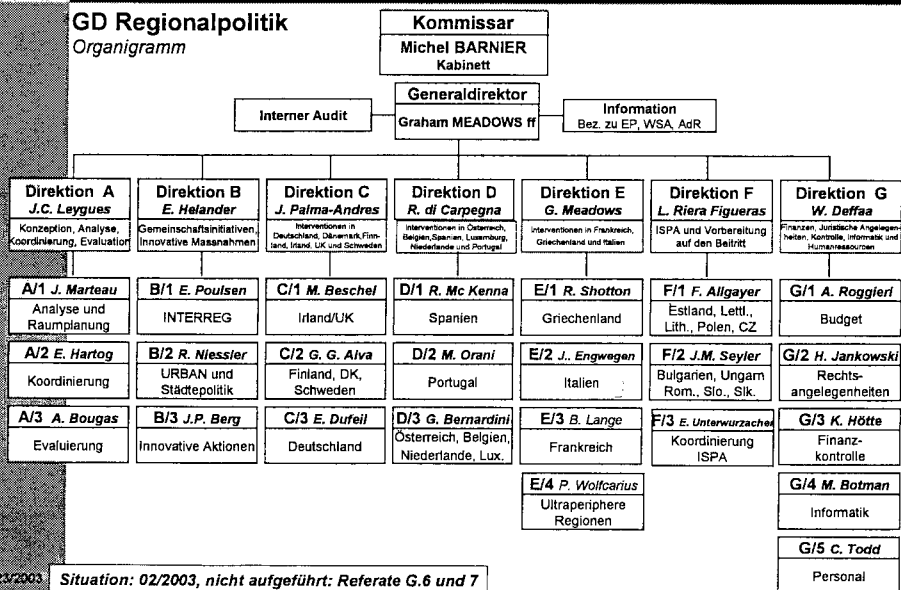 GD Regionalpolitik
Organigramm
Kommissar
Michel BARNIER
Kabinett
Generaldirektor
Graham MEADOWS ff
Interner Audit
Information
Bez. zu EP, WSA, AdR
Direktion A
J.C. Leygues
Konzeption, Analyse,
Koordinierung, Evaluation
A/1 J. Marteau
Analyse und
Raumplanung
A/2 E. Hartog
Koordinierung
A/3 A. Bougas
Evaluierung
Direktion B
E. Helander
Gemeinschaftsinitiativen,
Innovative Massnahmen
B/1 E. Poulsen
INTERREG
B/2 R. Niessler
URBAN und
Städtepolitik
B/3 J.P. Berg
Innovative Aktionen
Direktion C
J. Palma-Andres
Interventionen in
Deutschland, Dänemark, Finn-
land, Irland, UK und Schweden
C/1 M. Beschel
Irland/UK
C/2 G. G. Alva
Finland, DK,
Schweden
C/3 E. Dufeil
Deutschland
Direktion D
R. di Carpegna
Interventionen in Österreich,
Belgien, Spanien, Luxemburg,
Niederlande und Portugal
D/1 R. Mc Kenna
Spanien
D/2 M. Orani
Portugal
D/3 G. Bernardini
Österreich, Belgien,
Niederlande, Lux.
Direktion E
G. Meadows
Interventionen in Frankreich,
Griechenland und Italien
E/1 R. Shotton
Griechenland
E/2 J.. Engwegen
Italien
E/3 B. Lange
Frankreich
E/4 P. Wolfcarius
Ultraperiphere
Regionen
Direktion F
L. Riera Figueras
ISPA und Vorbereitung
auf den Beitritt
F/1 F. Allgayer
Estland, Lettl.,
Lith., Polen, CZ
F/2 J.M. Seyler
Bulgarien, Ungarn
Rom., Slo., Slk.
F/3 E. Unterwurzacher
Koordinierung
ISPA
Direktion G
W. Deffaa
Finanzen, Juristische Angelegen-
heiten, Kontrolle, Informatik und
Humanressourcen
G/1 A. Roggieri
Budget
G/2 H. Jankowski
Rechts-
angelegenheiten
G/3 K. Hötte
Finanz-
kontrolle
G/4 M. Botman
Informatik
G/5 C. Todd
Personal
23/2003
Situation: 02/2003, nicht aufgeführt: Referate G.6 und 7